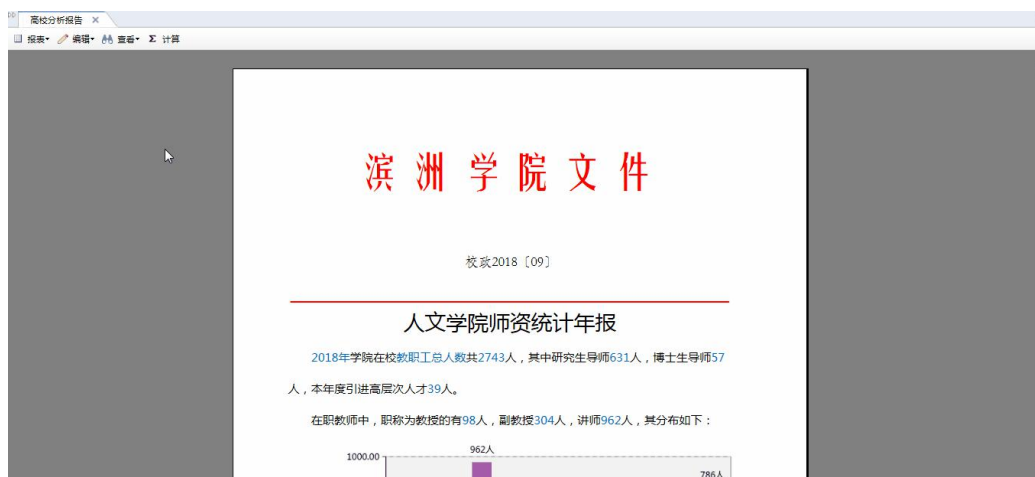 高校分析报告 ×
报表 编辑 查看 Σ 计算
滨洲学院文件
校政2018〔09〕
人文学院师资统计年报
2018年学院在校教职工总人数共2743人，其中研究生导师631人，博士生导师57
人，本年度引进高层次人才39人。
在职教师中，职称为教授的有98人，副教授304人，讲师962人，其分布如下：
962人
1000.00
786人